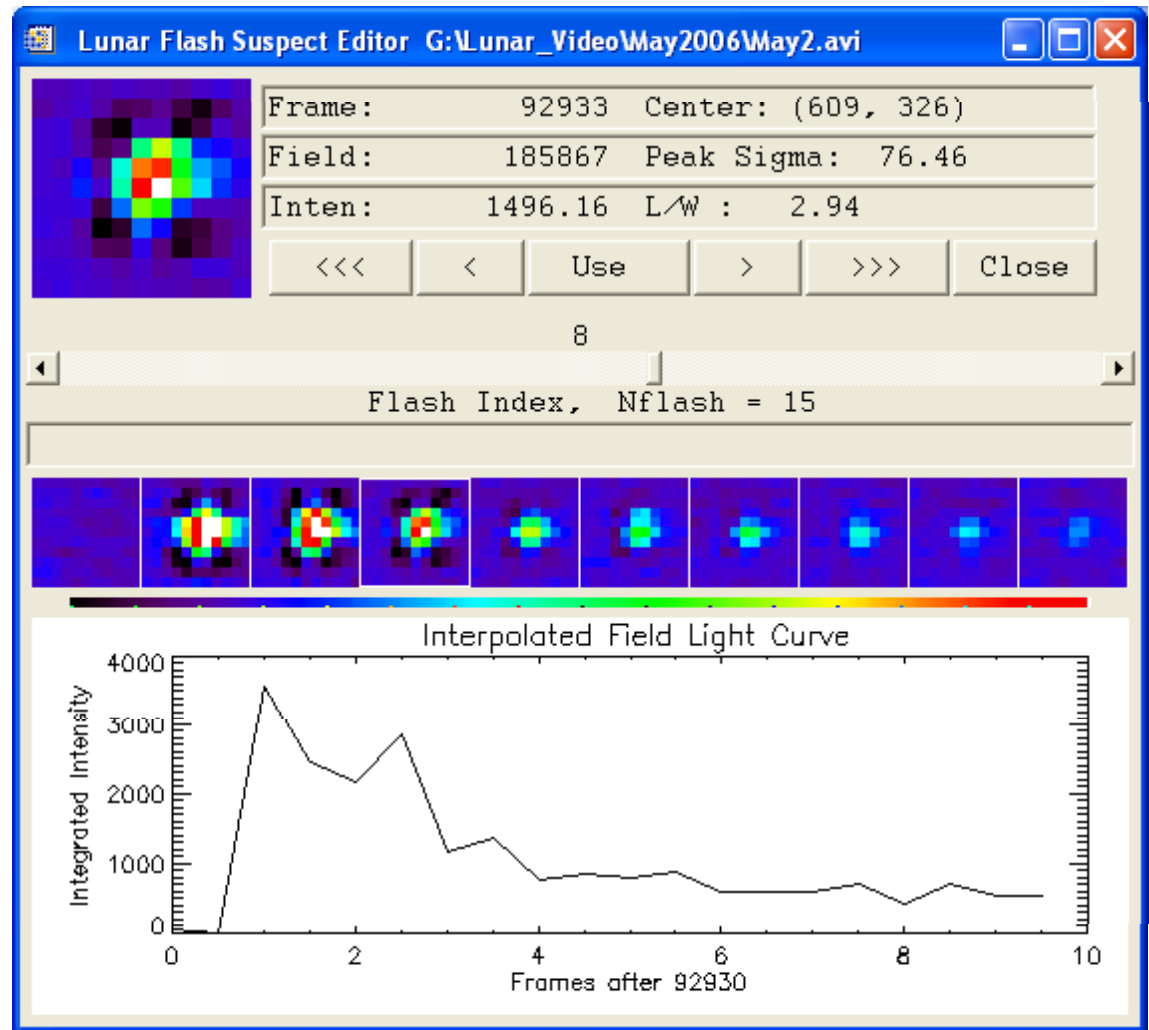 Lunar Flash Suspect Editor G:\Lunar_Video\May2006\May2.avi
Frame: 92933 Center: (609, 326)
Field: 185867 Peak Sigma: 76.46
Inten: 1496.16 L/W : 2.94
<<< < Use > >>> Close
8
Flash Index, Nflash = 15
Interpolated Field Light Curve
Integrated Intensity
4000
3000
2000
1000
0
0 2 4 6 8 10
Frames after 92930